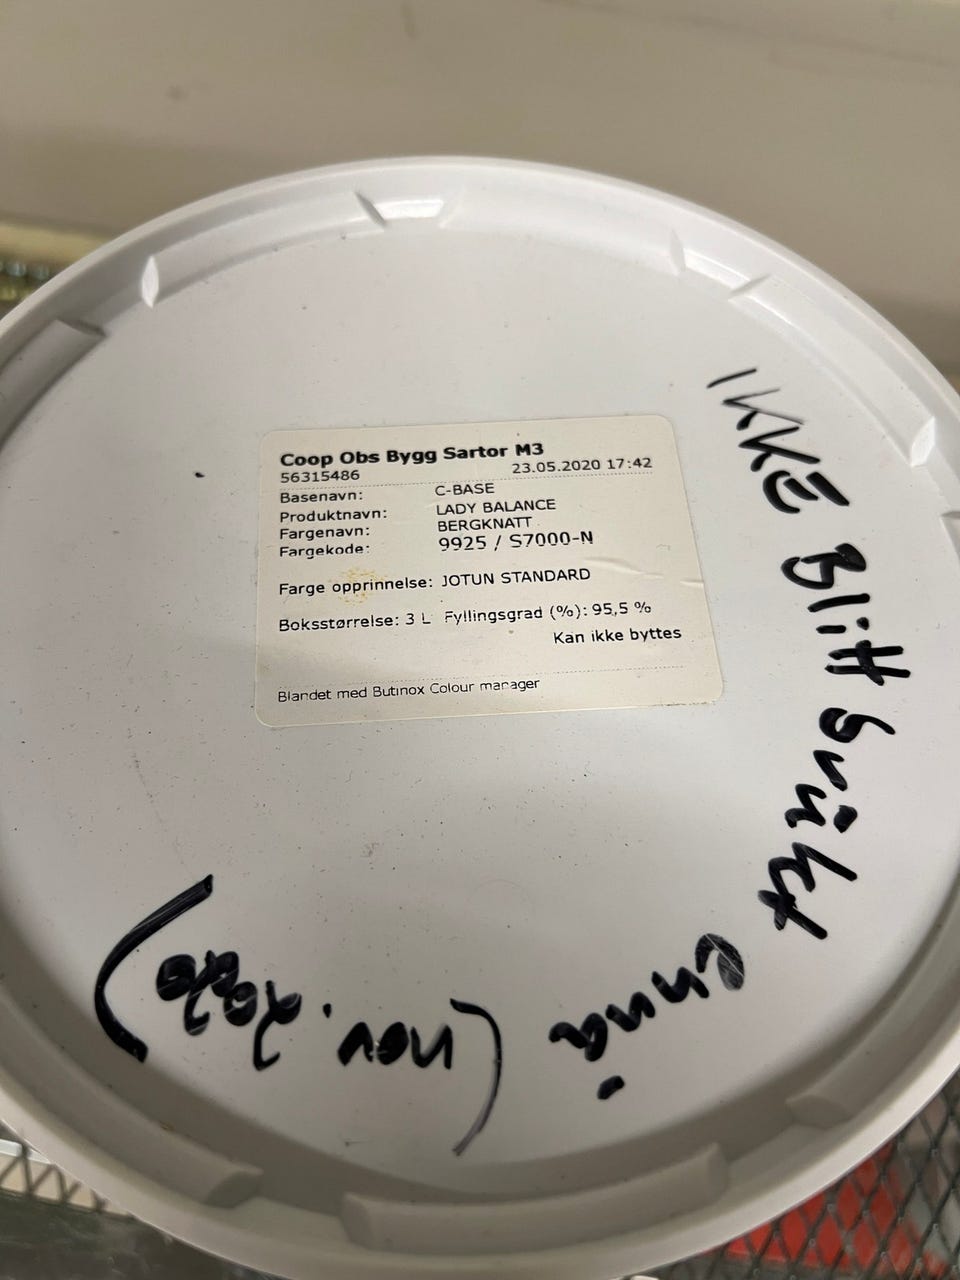 Coop Obs Bygg Sartor M3
56315486 23.05.2020 17:42
Basenavn: C-BASE
Produktnavn: LADY BALANCE
Fargenavn: BERGKNATT
Fargekode: 9925 / S7000-N
Farge opprinnelse: JOTUN STANDARD
Boksstørrelse: 3 L Fyllingsgrad (%): 95,5 %
Kan ikke byttes
Blandet med Butinox Colour manager
IKKE Blitt brukt enná (nov. 2020)